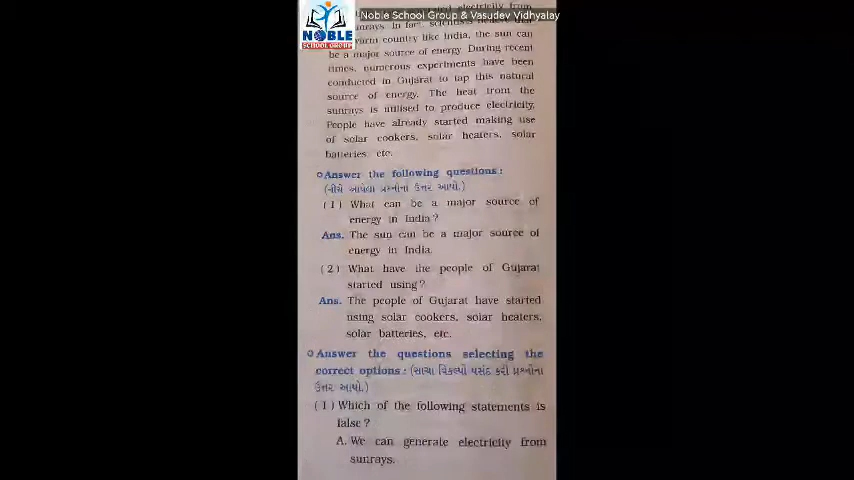 Noble School Group & Vasudev Vidhyalay
NOBLE
SCHOOL GROUP
electricity from
sunrays. In fact, scientists
warm country like India, the sun can
be a major source of energy. During recent
times, numerous experiments have been
conducted in Gujarat to tap this natural
source of energy. The heat from the
sunrays is utilised to produce electricity.
People have already started making use
of solar cookers, solar heaters, solar
batteries, etc.
Answer the following questions :
(નીચે આપેલા પ્રશ્નોના ઉત્તર આપો.)
( 1 ) What can be a major source of
energy in India ?
Ans. The sun can be a major source of
energy in India.
( 2 ) What have the people of Gujarat
started using ?
Ans. The people of Gujarat have started
using solar cookers, solar heaters,
solar batteries, etc.
Answer the questions selecting the
correct options : (સાચા વિકલ્પો પસંદ કરી પ્રશ્નોના
ઉત્તર આપો.)
( 1 ) Which of the following statements is
false ?
A. We can generate electricity from
sunrays.